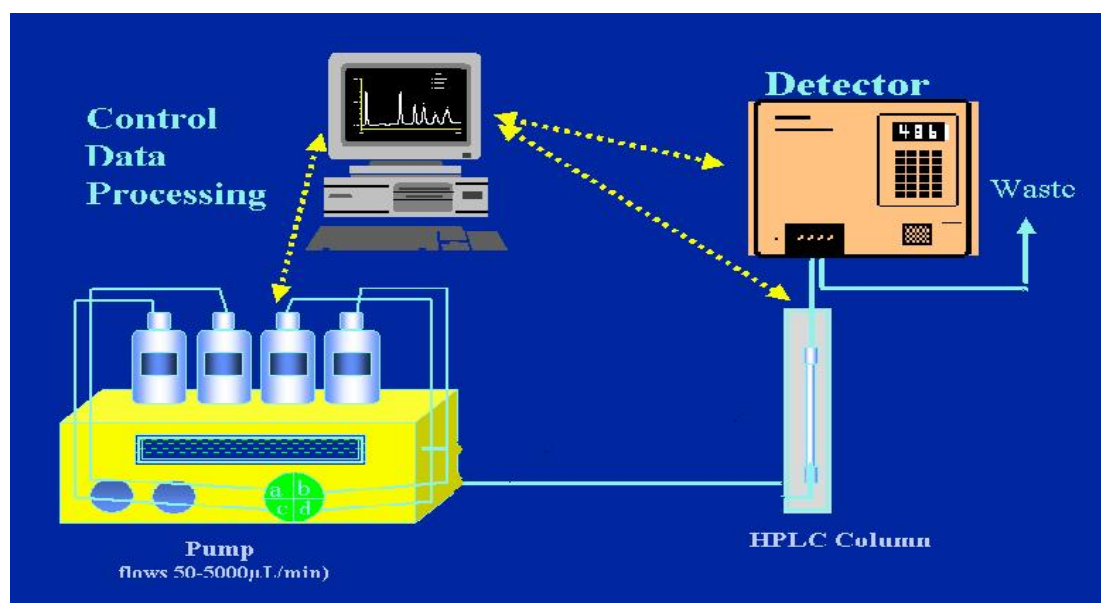 Control
Data
Processing
Detector
486
Waste
a b
c d
Pump
flows 50-5000µL/min)
HPLC Column